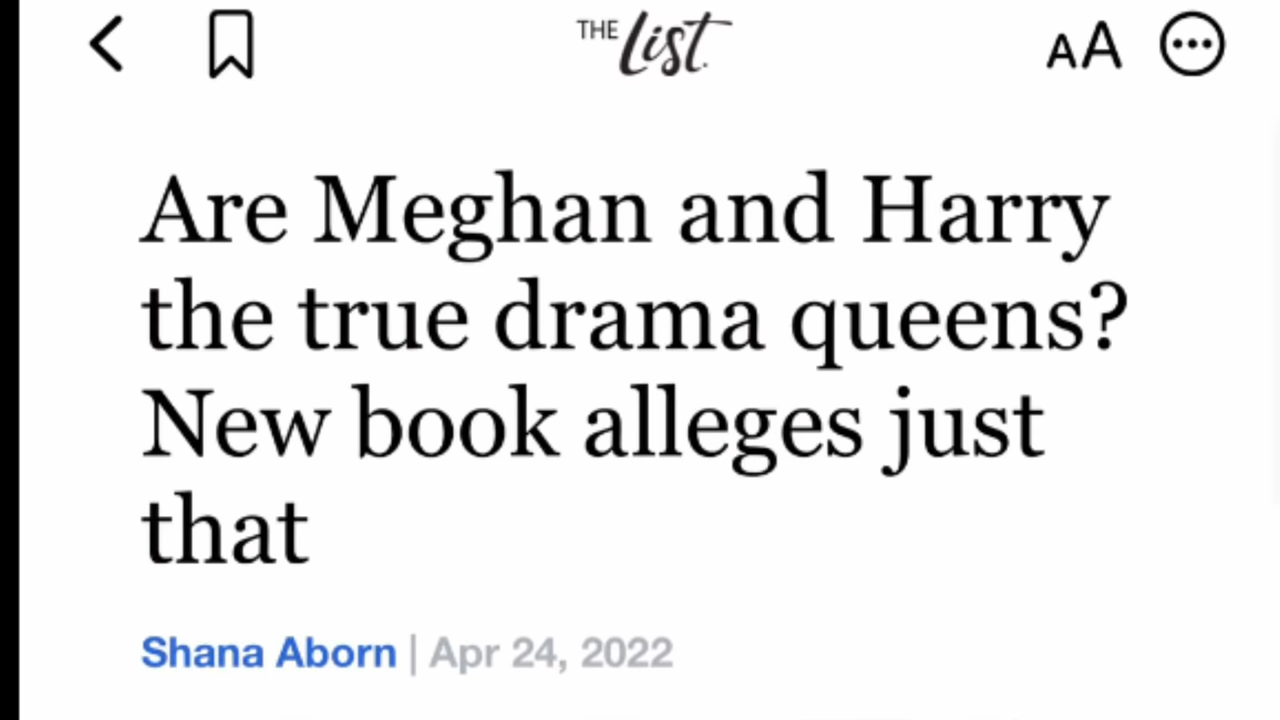 THE List.
AA
Are Meghan and Harry
the true drama queens?
New book alleges just
that
Shana Aborn | Apr 24, 2022